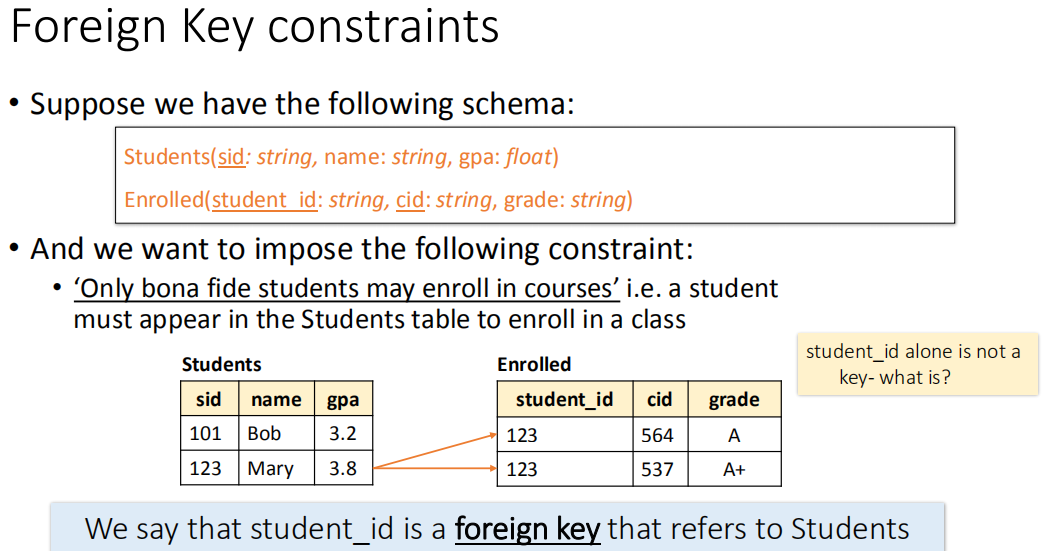 Foreign Key constraints
• Suppose we have the following schema:
Students(sid: string, name: string, gpa: float)
Enrolled(student_id: string, cid: string, grade: string)
• And we want to impose the following constraint:
• ‘Only bona fide students may enroll in courses’ i.e. a student
must appear in the Students table to enroll in a class
student_id alone is not a
key- what is?
Students
sid name gpa
101 Bob 3.2
123 Mary 3.8
Enrolled
student_id cid grade
123 564 A
123 537 A+
We say that student_id is a foreign key that refers to Students